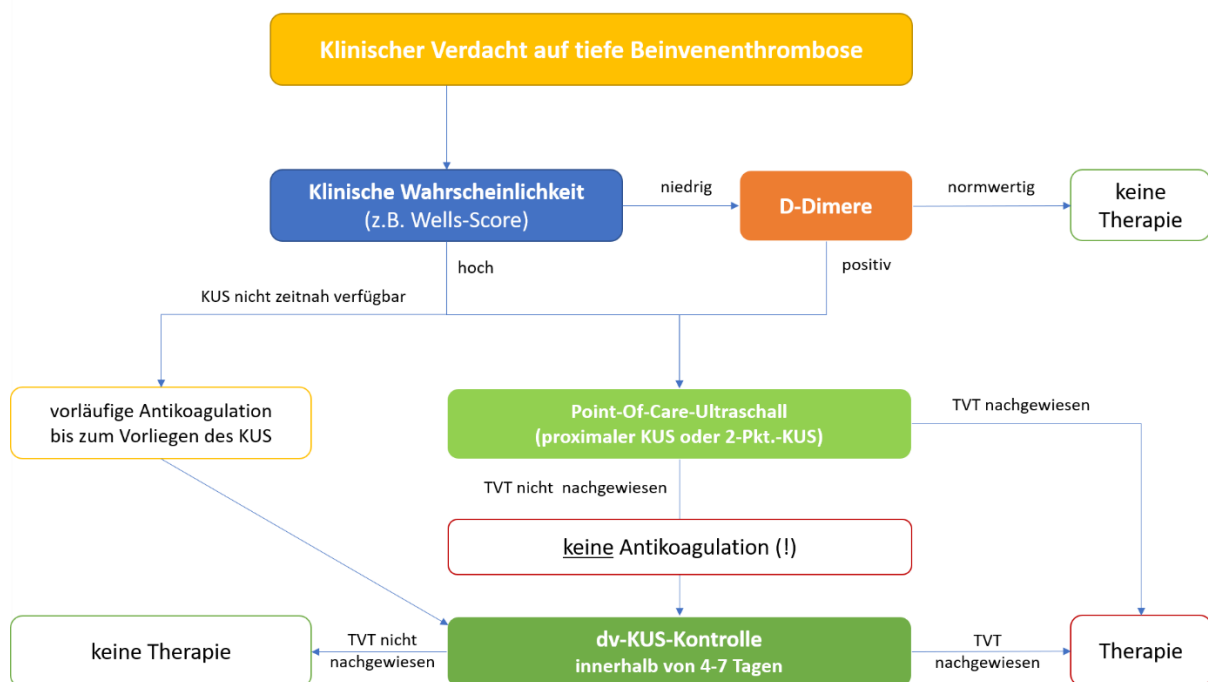 Klinischer Verdacht auf tiefe Beinvenenthrombose
Klinische Wahrscheinlichkeit
(z.B. Wells-Score)
niedrig
D-Dimere
normwertig
keine
Therapie
hoch
positiv
KUS nicht zeitnah verfügbar
vorläufige Antikoagulation
bis zum Vorliegen des KUS
Point-Of-Care-Ultraschall
(proximaler KUS oder 2-Pkt.-KUS)
TVT nachgewiesen
TVT nicht nachgewiesen
keine Antikoagulation (!)
keine Therapie
TVT nicht
nachgewiesen
dv-KUS-Kontrolle
innerhalb von 4-7 Tagen
TVT
nachgewiesen
Therapie